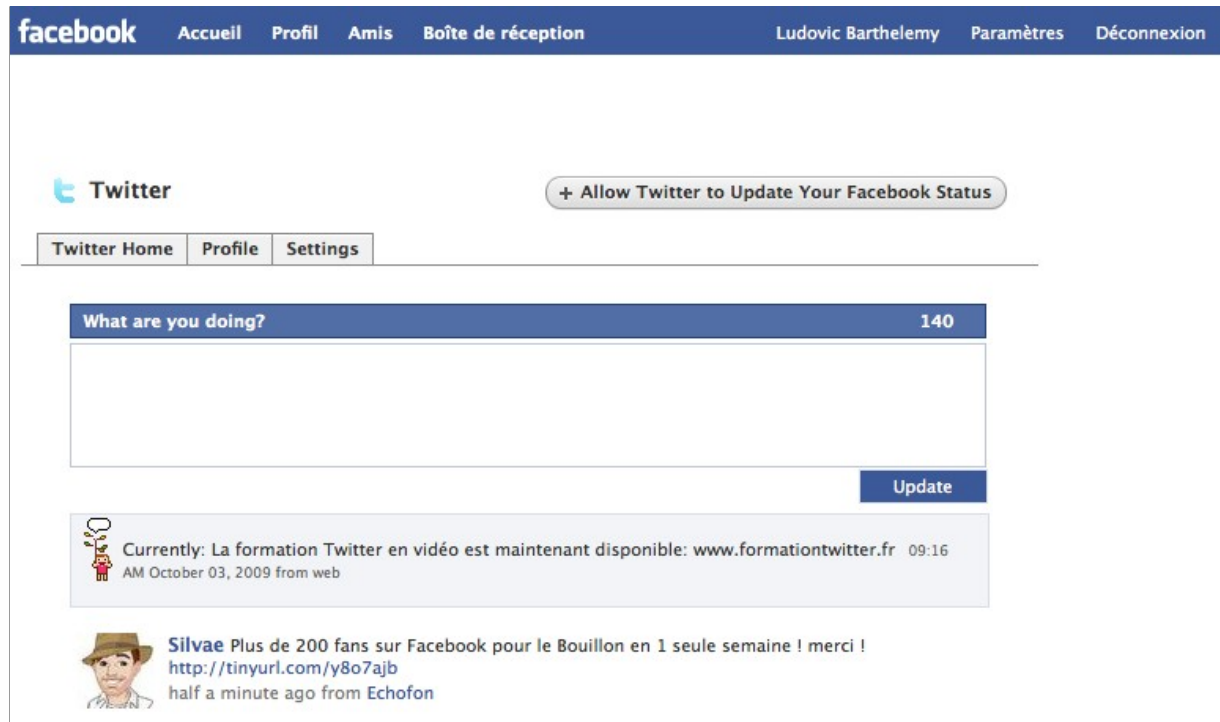 facebook Accueil Profil Amis Boîte de réception Ludovic Barthelemy Paramètres Déconnexion
Twitter + Allow Twitter to Update Your Facebook Status
Twitter Home Profile Settings
What are you doing? 140
Update
Currently: La formation Twitter en vidéo est maintenant disponible: www.formationtwitter.fr 09:16
AM October 03, 2009 from web
Silvae Plus de 200 fans sur Facebook pour le Bouillon en 1 seule semaine ! merci !
http://tinyurl.com/y8o7ajb
half a minute ago from Echofon